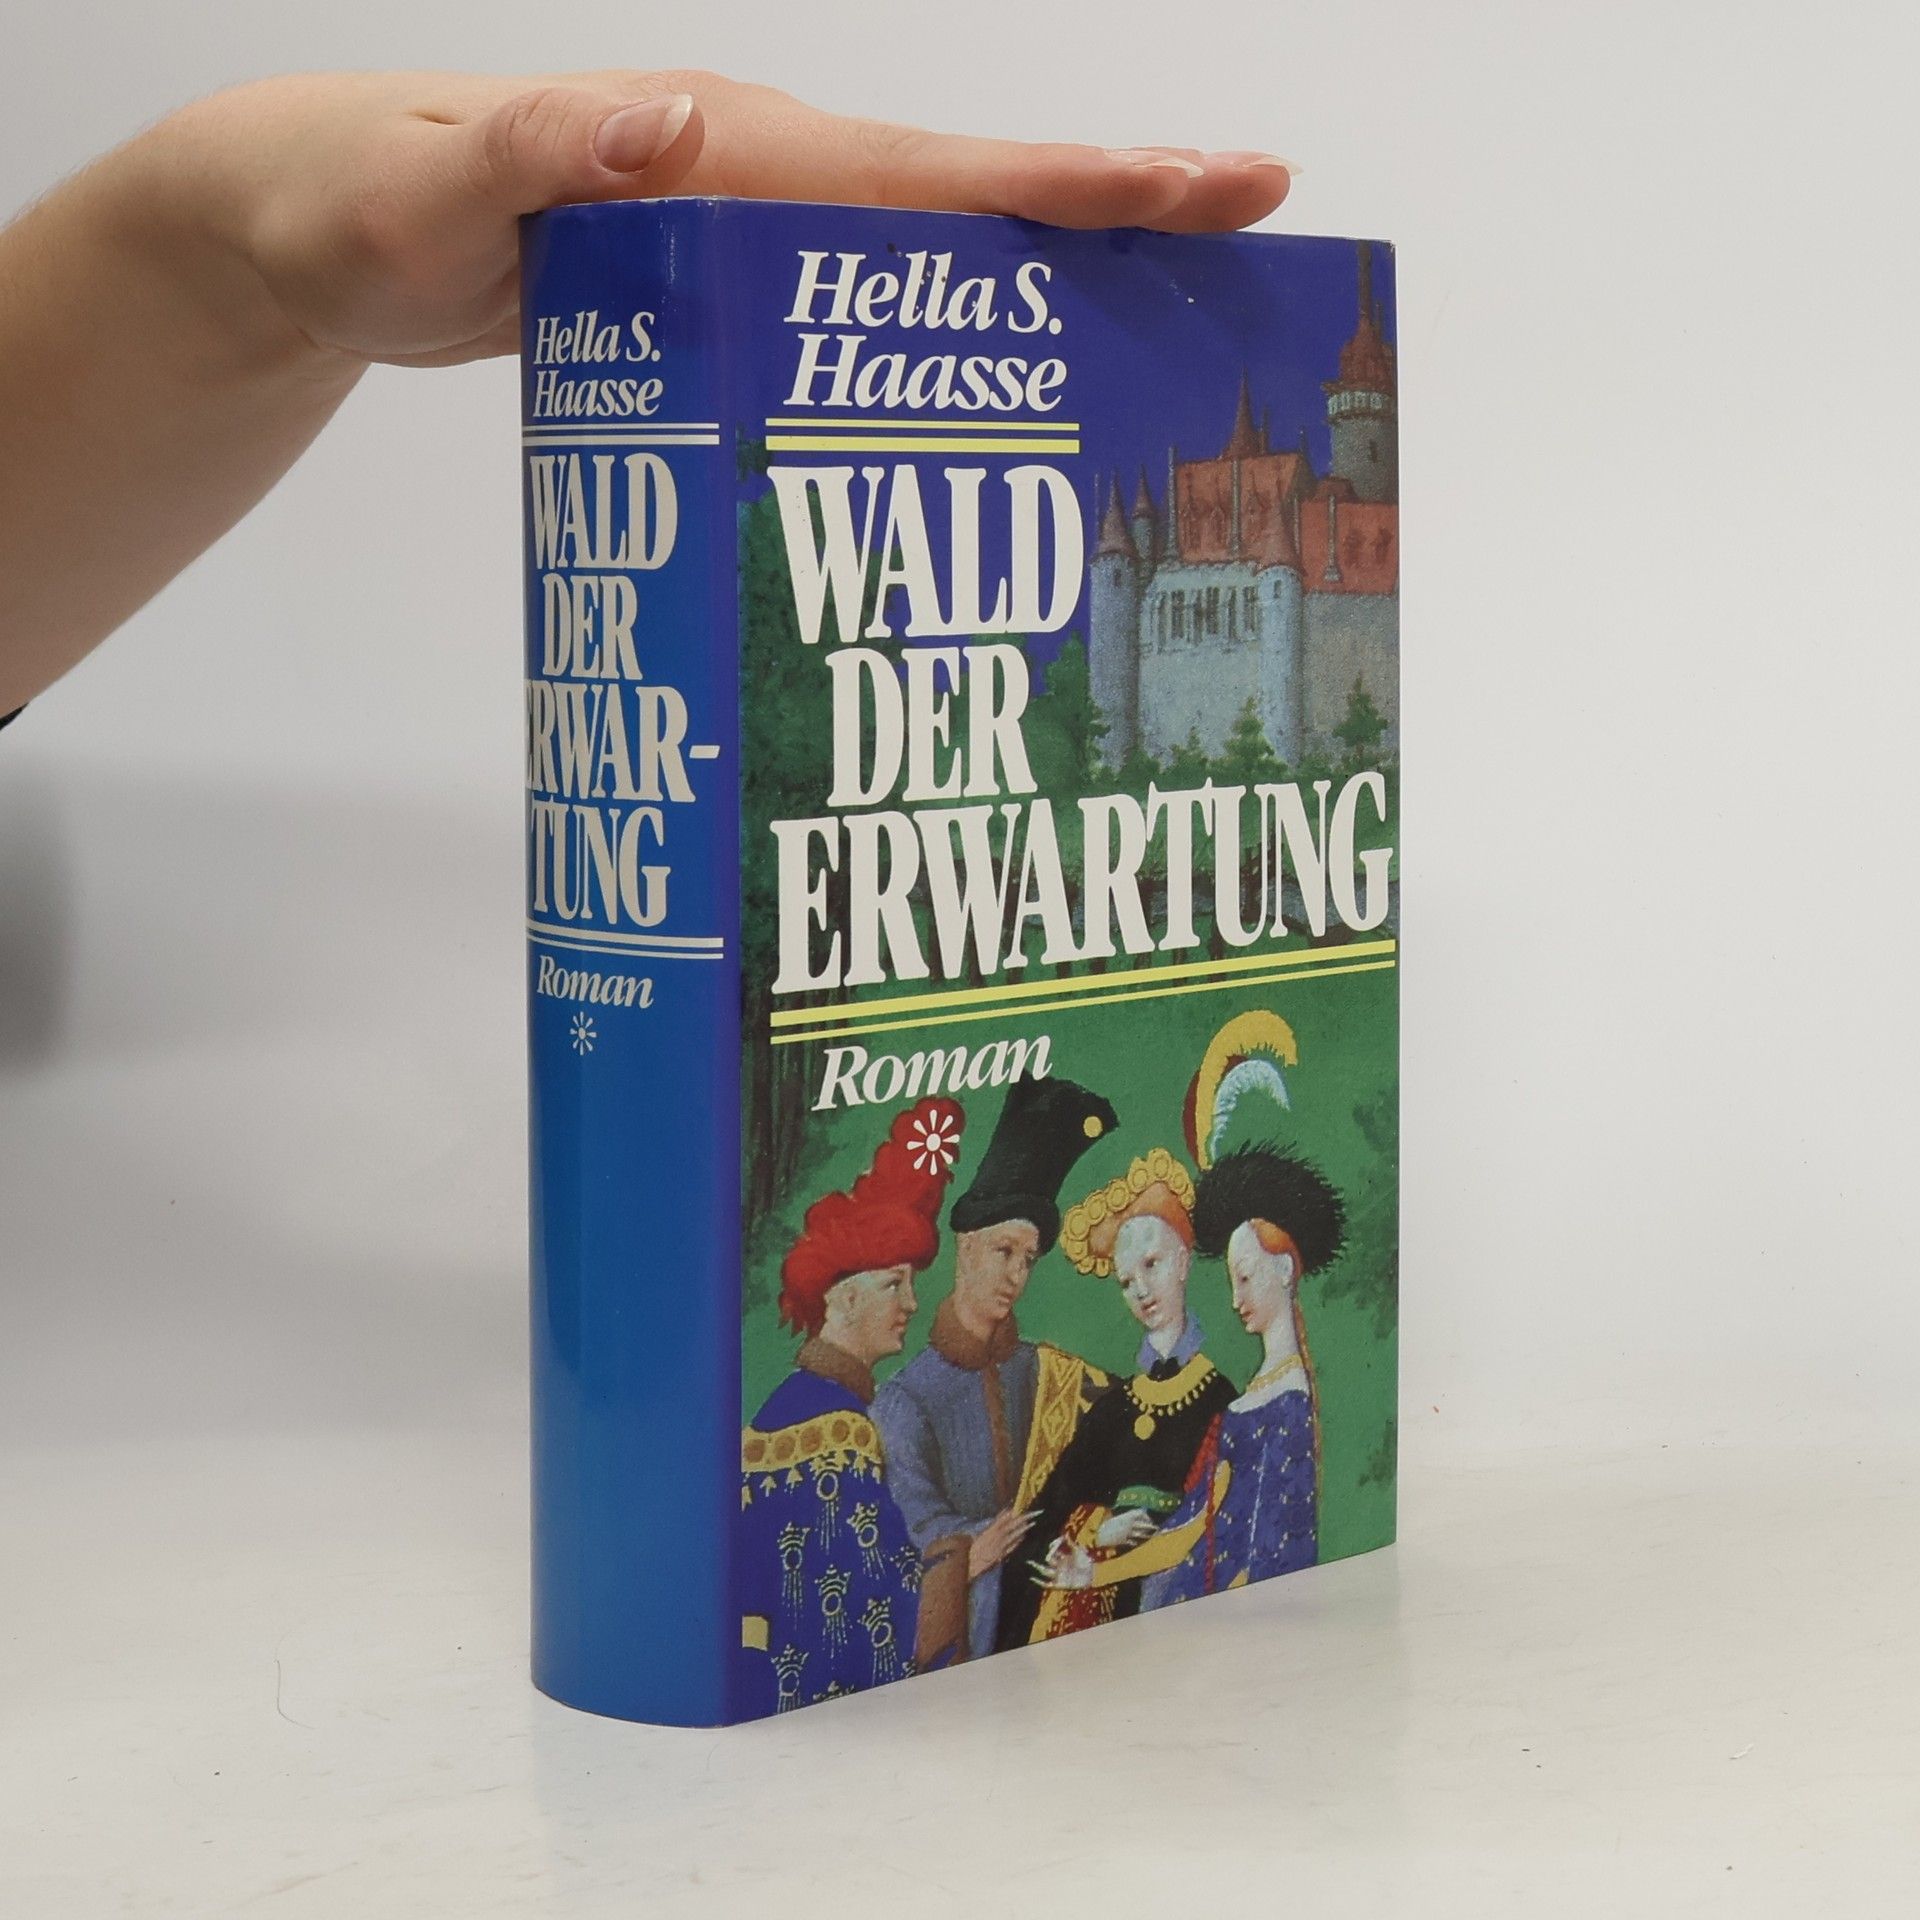 Hella S.
Haasse
WALD
DER
ERWAR-
TUNG
Roman
Hella S.
Haasse
WALD
DER
ERWARTUNG
Roman